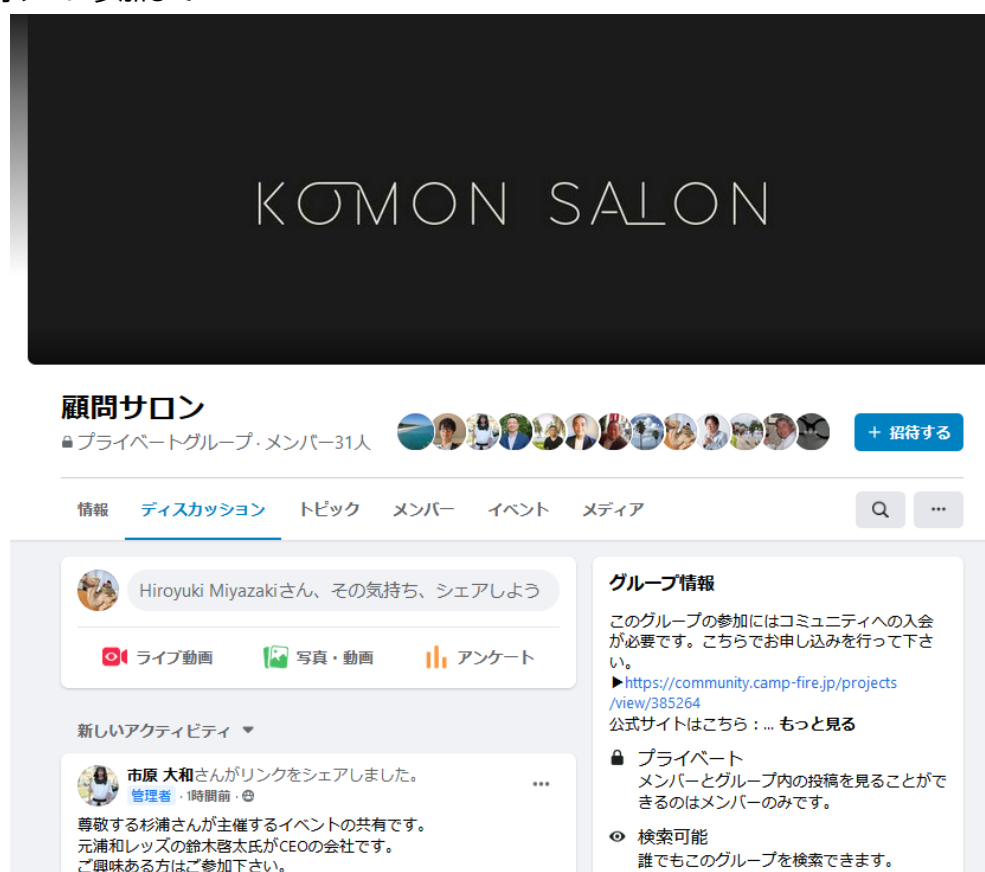 KOMON SALON
顧問サロン
プライベートグループ · メンバー31人
+ 招待する
情報 ディスカッション トピック メンバー イベント メディア
Hiroyuki Miyazakiさん、その気持ち、シェアしよう
ライブ動画 写真・動画 アンケート
新しいアクティビティ
市原 大和さんがリンクをシェアしました。
管理者 · 1時間前 ·
尊敬する杉浦さんが主催するイベントの共有です。
元浦和レッズの鈴木啓太氏がCEOの会社です。
ご興味ある方はご参加下さい。
グループ情報
このグループの参加にはコミュニティへの入会
が必要です。こちらでお申し込みを行って下さ
い。
▶https://community.camp-fire.jp/projects
/view/385264
公式サイトはこちら：... もっと見る
プライベート
メンバーとグループ内の投稿を見ることがで
きるのはメンバーのみです。
検索可能
誰でもこのグループを検索できます。